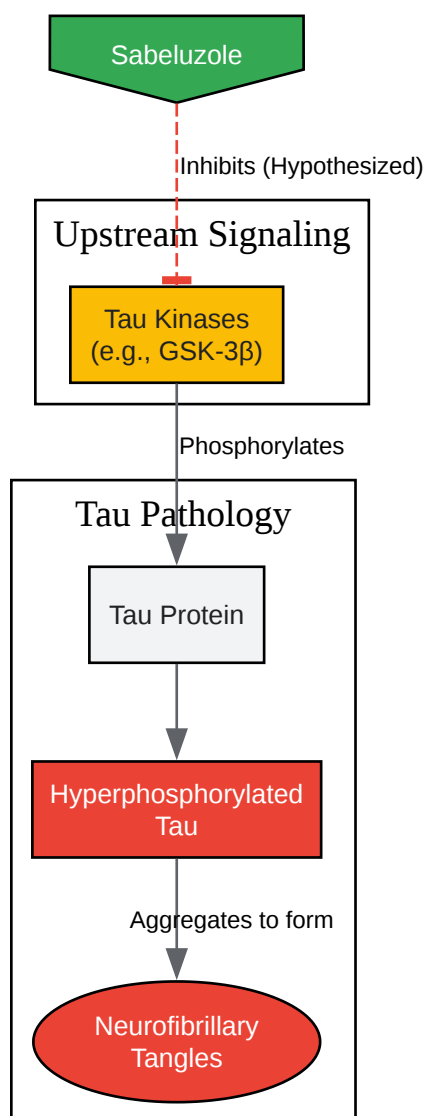 Sabeluzole
Inhibits (Hypothesized)
Upstream Signaling
Tau Kinases
(e.g., GSK-3β)
Phosphorylates
Tau Pathology
Tau Protein
Hyperphosphorylated
Tau
Aggregates to form
Neurofibrillary
Tangles